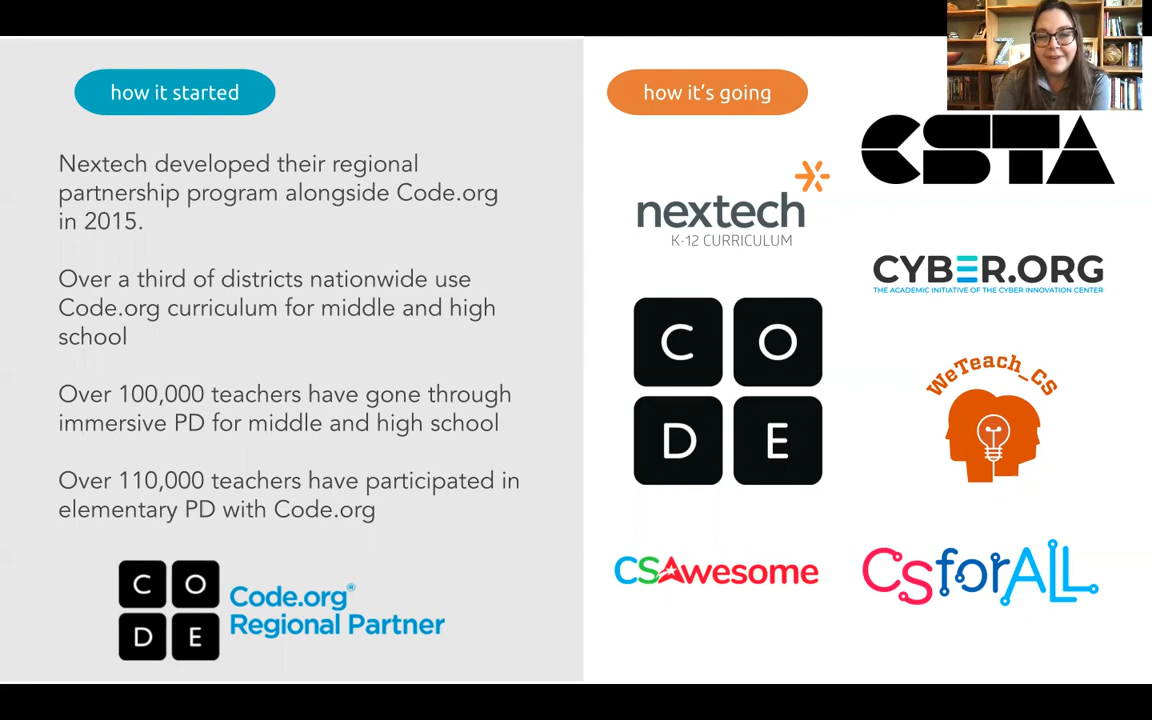 how it started
Nextech developed their regional
partnership program alongside Code.org
in 2015.
Over a third of districts nationwide use
Code.org curriculum for middle and high
school
Over 100,000 teachers have gone through
immersive PD for middle and high school
Over 110,000 teachers have participated in
elementary PD with Code.org
C O
D E
Code.org®
Regional Partner
how it's going
nextech
K-12 CURRICULUM
CSTA
CYBER.ORG
THE ACADEMIC INITIATIVE OF THE CYBER INNOVATION CENTER
C O
D E
WeTeach_CS
CSAwesome
CSforALL